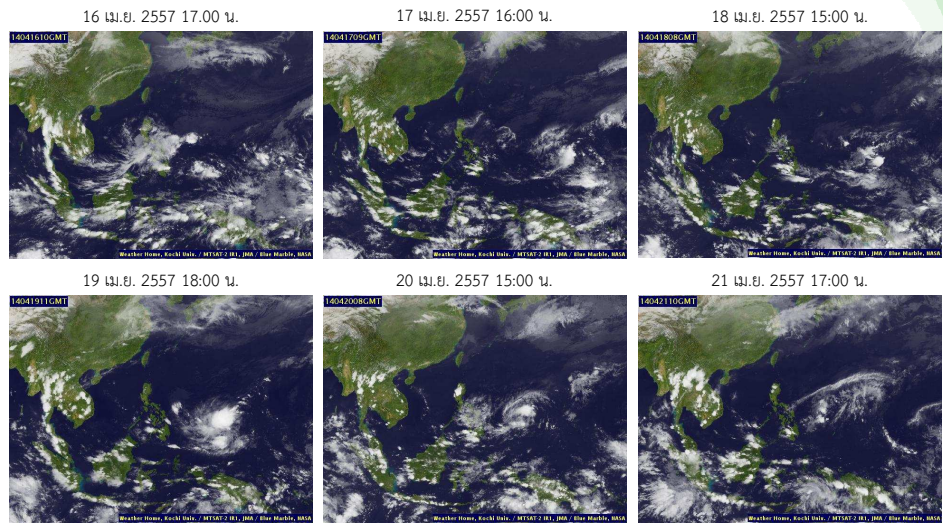 16 เม.ย. 2557 17.00 น.
17 เม.ย. 2557 16:00 น.
18 เม.ย. 2557 15:00 น.
14041610GMT
14041709GMT
14041808GMT
Weather Home, Kochi Univ. / MTSAT-2 IR1, JMA / Blue Marble, NASA
Weather Home, Kochi Univ. / MTSAT-2 IR1, JMA / Blue Marble, NASA
Weather Home, Kochi Univ. / MTSAT-2 IR1, JMA / Blue Marble, NASA
19 เม.ย. 2557 18:00 น.
20 เม.ย. 2557 15:00 น.
21 เม.ย. 2557 17:00 น.
14041911GMT
14042008GMT
14042110GMT
Weather Home, Kochi Univ. / MTSAT-2 IR1, JMA / Blue Marble, NASA
Weather Home, Kochi Univ. / MTSAT-2 IR1, JMA / Blue Marble, NASA
Weather Home, Kochi Univ. / MTSAT-2 IR1, JMA / Blue Marble, NASA